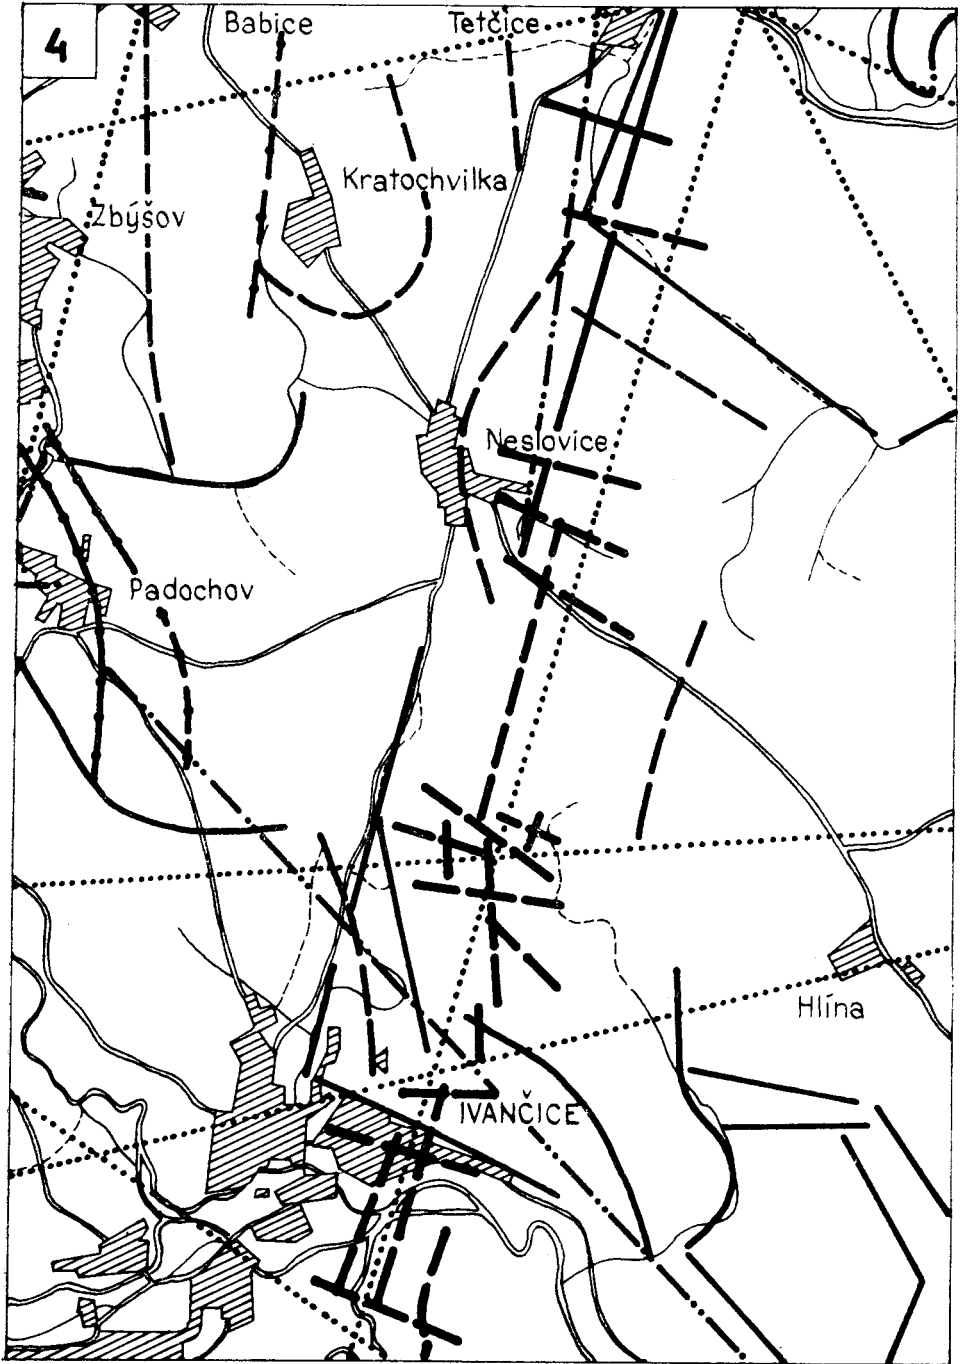 4
Babice
Tetčice
Kratochvilka
Zbýšov
Neslovice
Padochov
Hlína
IVANČICE